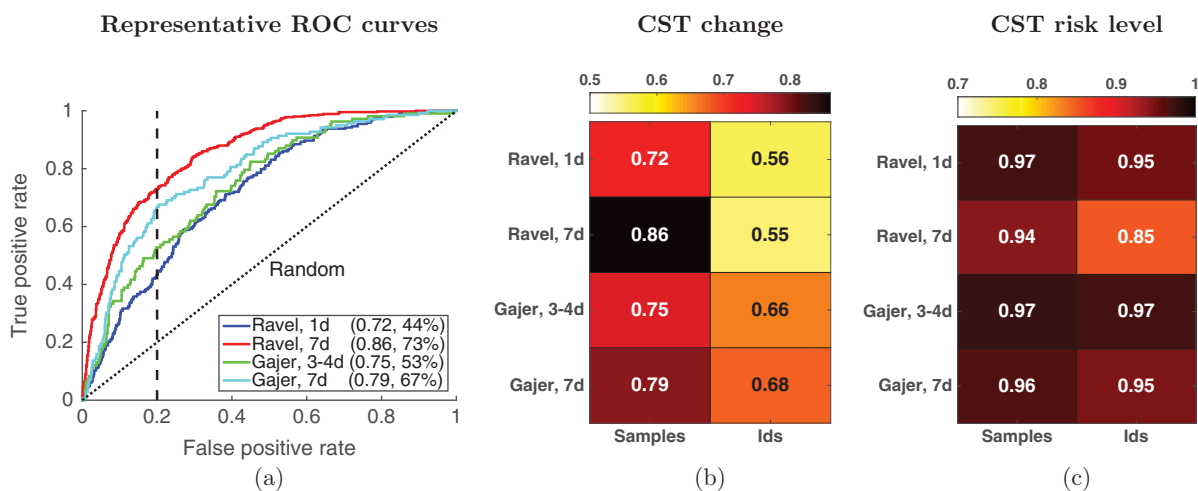 Representative ROC curves
1
0.8
0.6
0.4
0.2
0
0 0.2 0.4 0.6 0.8 1
True positive rate
False positive rate
Random
Ravel, 1d (0.72, 44%)
Ravel, 7d (0.86, 73%)
Gajer, 3-4d (0.75, 53%)
Gajer, 7d (0.79, 67%)
(a)
CST change
0.5 0.6 0.7 0.8
Ravel, 1d 0.72 0.56
Ravel, 7d 0.86 0.55
Gajer, 3-4d 0.75 0.66
Gajer, 7d 0.79 0.68
Samples Ids
(b)
CST risk level
0.7 0.8 0.9 1
Ravel, 1d 0.97 0.95
Ravel, 7d 0.94 0.85
Gajer, 3-4d 0.97 0.97
Gajer, 7d 0.96 0.95
Samples Ids
(c)